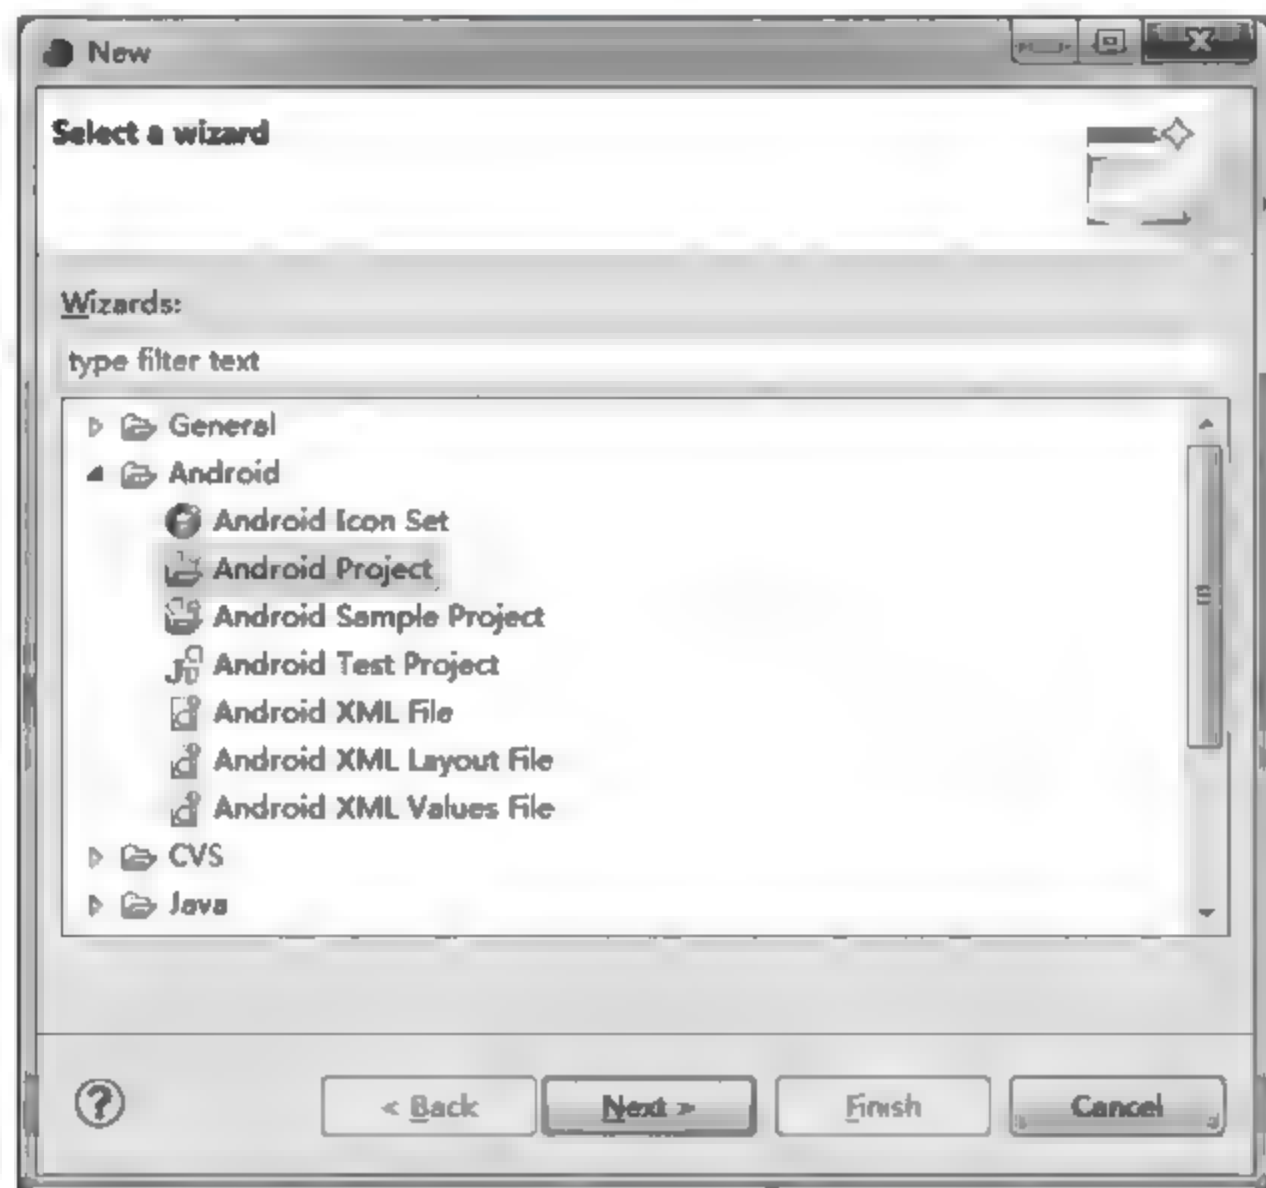 New
Select a wizard
Wizards:
type filter text
General
Android
Android Icon Set
Android Project
Android Sample Project
Android Test Project
Android XML File
Android XML Layout File
Android XML Values File
CVS
Java
< Back
Next >
Finish
Cancel